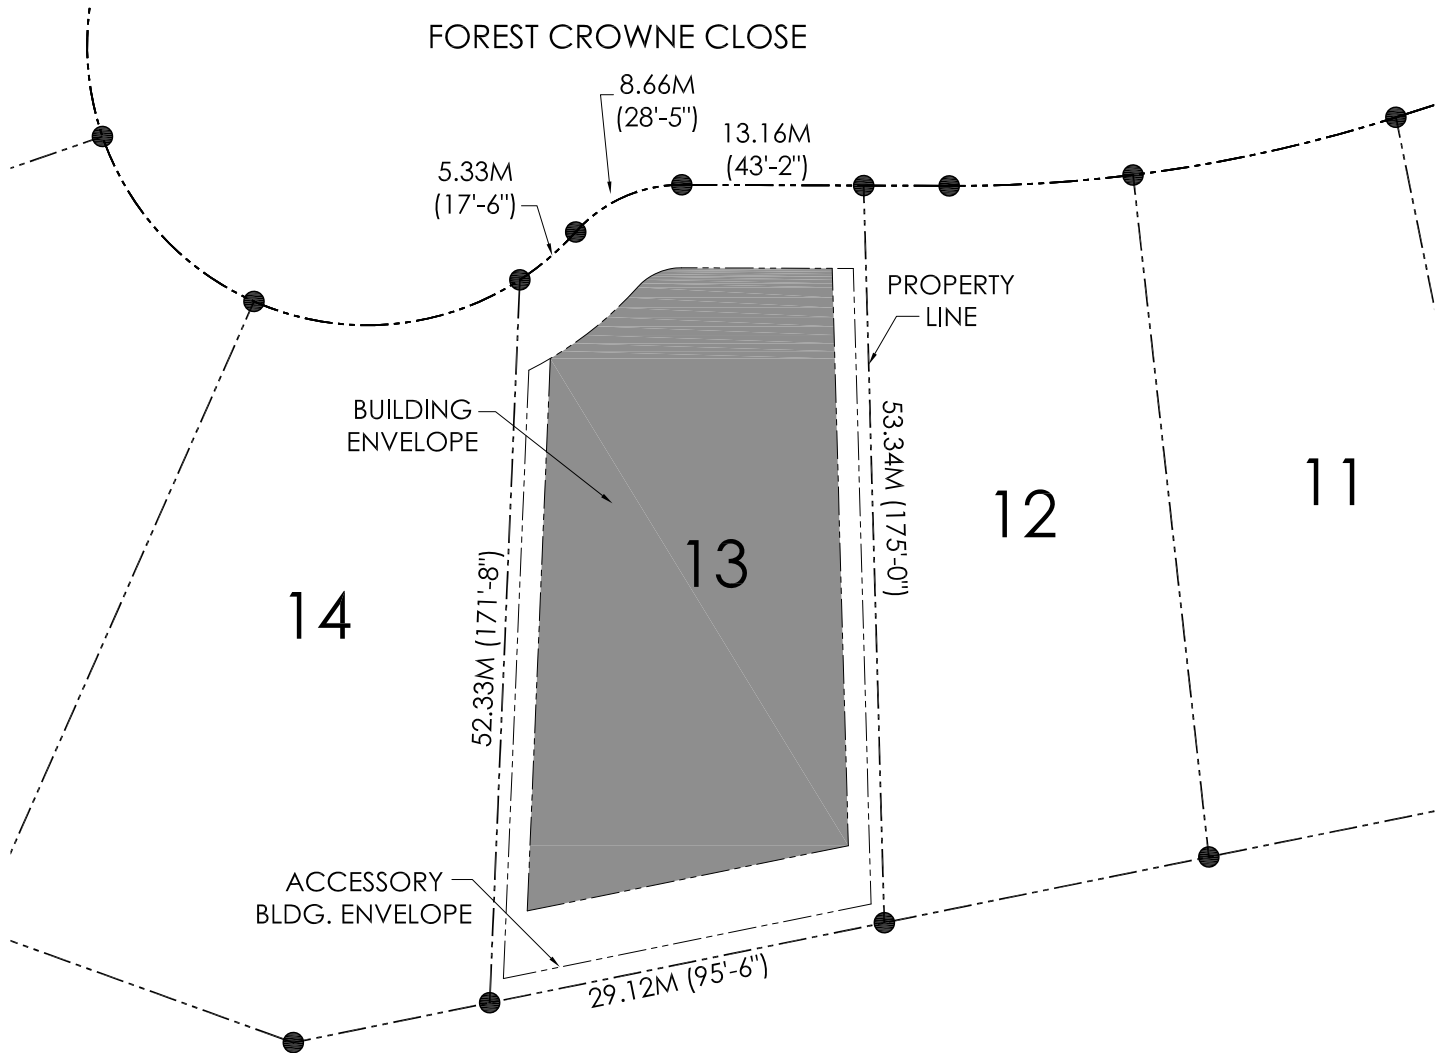 FOREST CROWNE CLOSE
8.66M
(28'-5")
13.16M
(43'-2")
5.33M
(17'-6")
PROPERTY
LINE
BUILDING
ENVELOPE
53.34M (175'-0")
11
12
13
14
52.33M (171'-8")
ACCESSORY
BLDG. ENVELOPE
29.12M (95'-6")